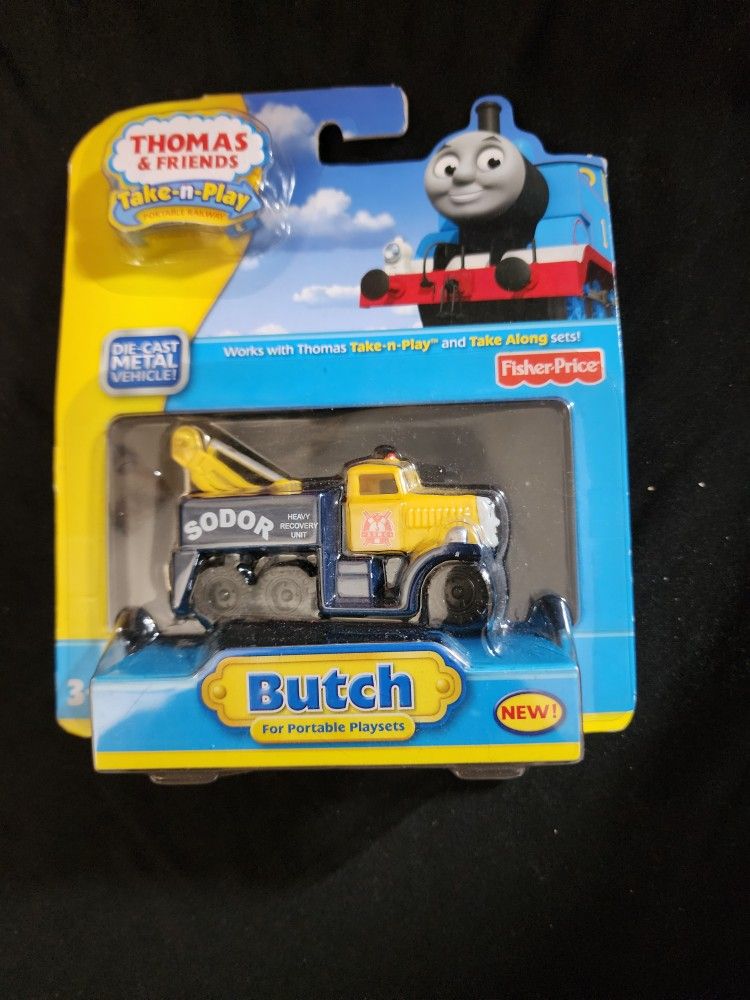 THOMAS
& FRIENDS
Take-n-Play
PORTABLE RAILWAY
DIE-CAST
METAL
VEHICLE!
Works with Thomas Take-n-Play™ and Take Along sets!
Fisher-Price
SODOR
HEAVY
RECOVERY
UNIT
3+
Butch
For Portable Playsets
NEW!